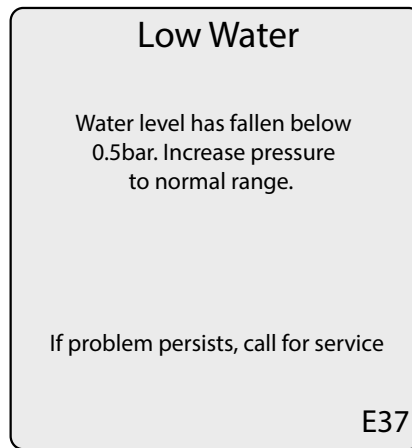 Low Water
Water level has fallen below
0.5bar. Increase pressure
to normal range.
If problem persists, call for service
E37